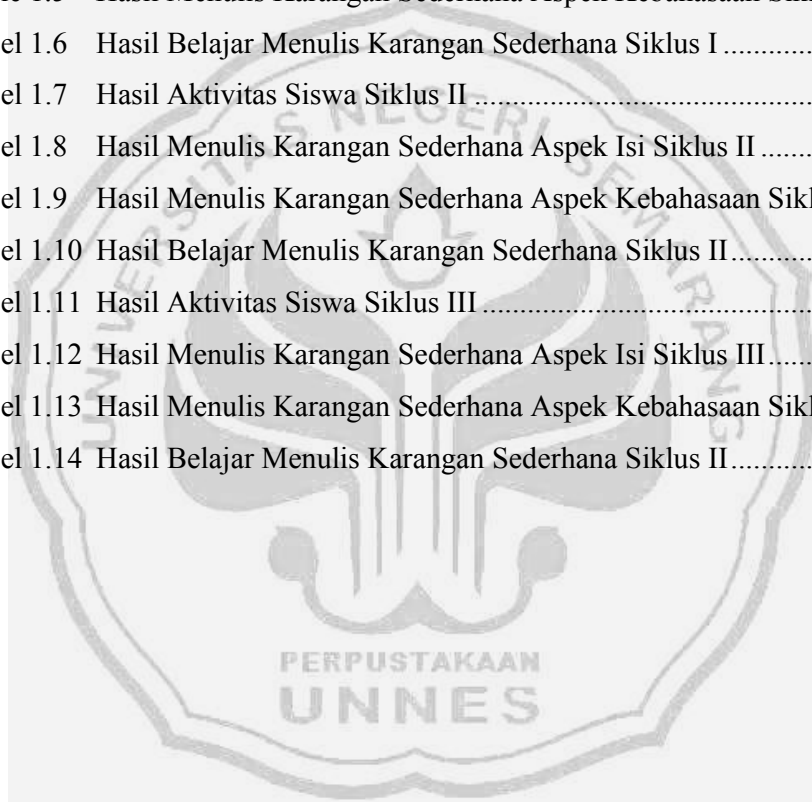 el 1.6 Hasil Belajar Menulis Karangan Sederhana Siklus I ............
el 1.7 Hasil Aktivitas Siswa Siklus II ..........................................
el 1.8 Hasil Menulis Karangan Sederhana Aspek Isi Siklus II .......
el 1.9 Hasil Menulis Karangan Sederhana Aspek Kebahasaan Sikl
el 1.10 Hasil Belajar Menulis Karangan Sederhana Siklus II...........
el 1.11 Hasil Aktivitas Siswa Siklus III .........................................
el 1.12 Hasil Menulis Karangan Sederhana Aspek Isi Siklus III......
el 1.13 Hasil Menulis Karangan Sederhana Aspek Kebahasaan Sikl
el 1.14 Hasil Belajar Menulis Karangan Sederhana Siklus II...........
UNIVERSITAS NEGERI SEMARANG
PERPUSTAKAAN
UNNES